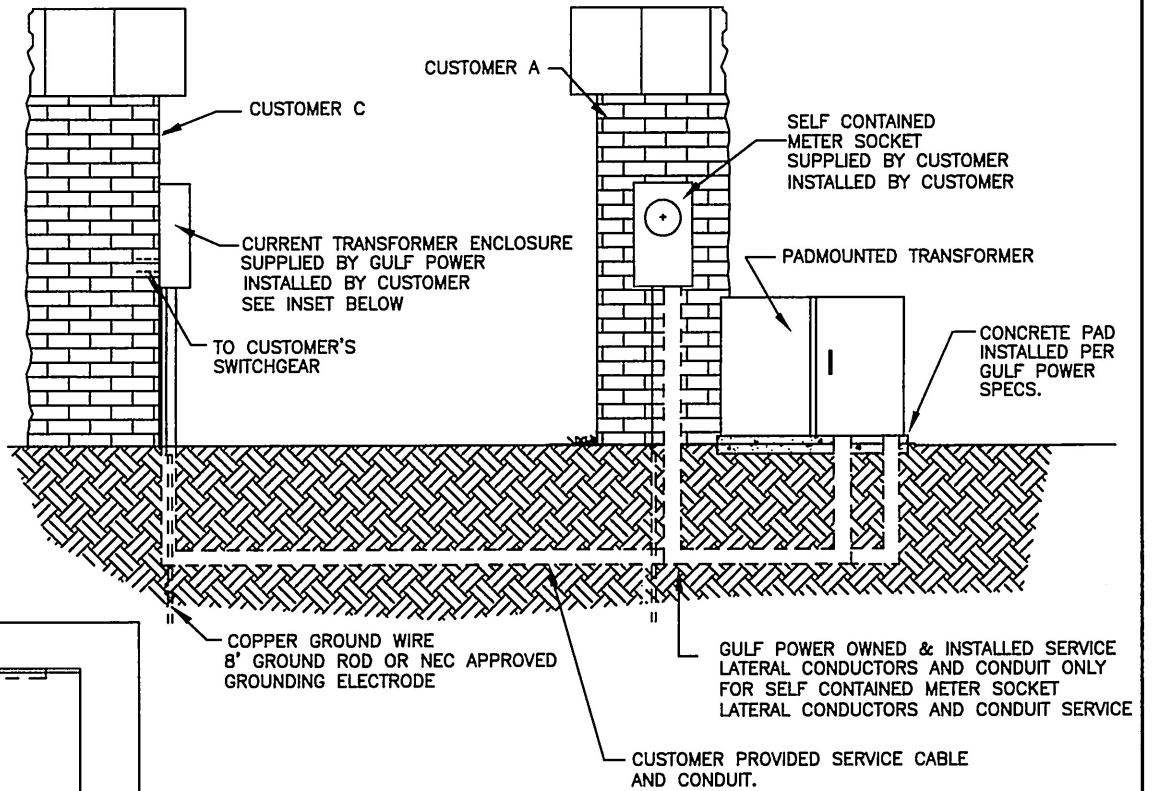 CUSTOMER A
CUSTOMER C
SELF CONTAINED
METER SOCKET
SUPPLIED BY CUSTOMER
INSTALLED BY CUSTOMER
CURRENT TRANSFORMER ENCLOSURE
SUPPLIED BY GULF POWER
INSTALLED BY CUSTOMER
SEE INSET BELOW
PADMOUNTED TRANSFORMER
TO CUSTOMER'S
SWITCHGEAR
CONCRETE PAD
INSTALLED PER
GULF POWER
SPECS.
COPPER GROUND WIRE
8' GROUND ROD OR NEC APPROVED
GROUNDING ELECTRODE
GULF POWER OWNED & INSTALLED SERVICE
LATERAL CONDUCTORS AND CONDUIT ONLY
FOR SELF CONTAINED METER SOCKET
LATERAL CONDUCTORS AND CONDUIT SERVICE
CUSTOMER PROVIDED SERVICE CABLE
AND CONDUIT.